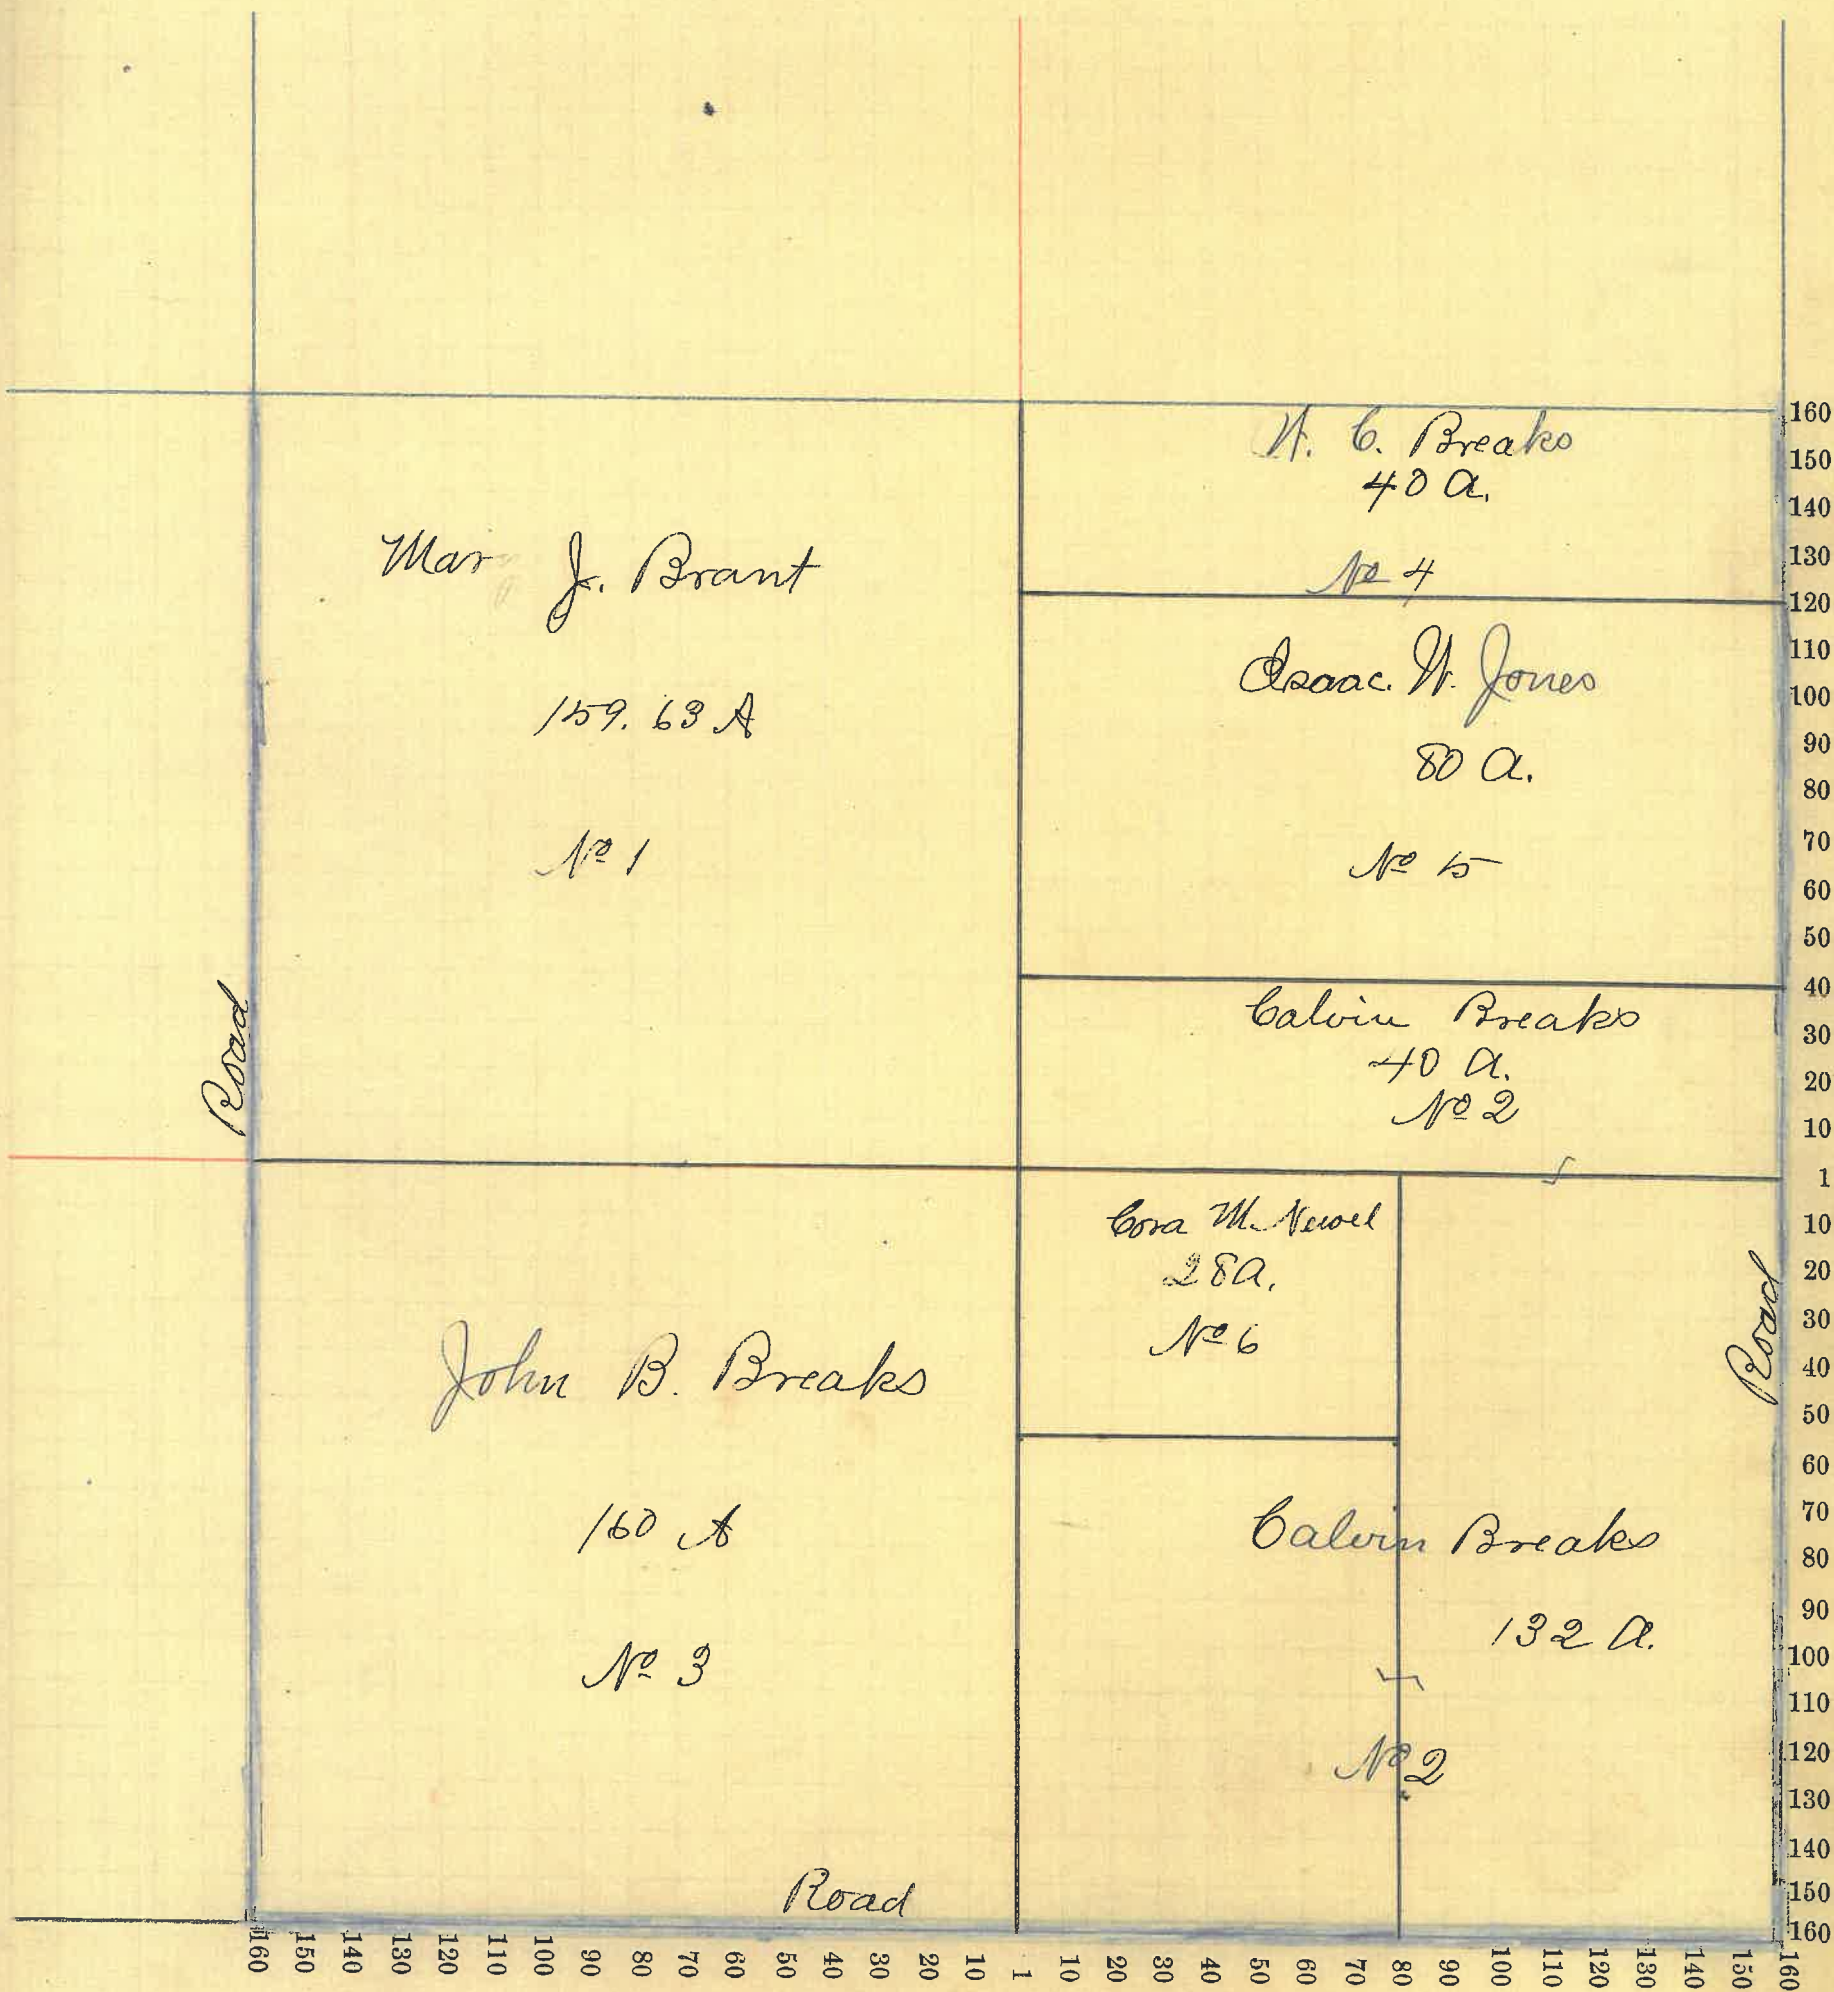 Mar J. Brant
159.63 A
No 1
W. C. Breaks
40 a.
No 4
Isaac. W. Jones
80 a.
No 5
Calvin Breaks
40 a.
No 2
Road
John B. Breaks
160 A
No 3
Road
Cora M. Newel
28 a.
No 6
Calvin Breaks
132 a.
No 2
Road
160
150
140
130
120
110
100
90
80
70
60
50
40
30
20
10
1
10
20
30
40
50
60
70
80
90
100
110
120
130
140
150
160
160 150 140 130 120 110 100 90 80 70 60 50 40 30 20 10 1 10 20 30 40 50 60 70 80 90 100 110 120 130 140 150 160